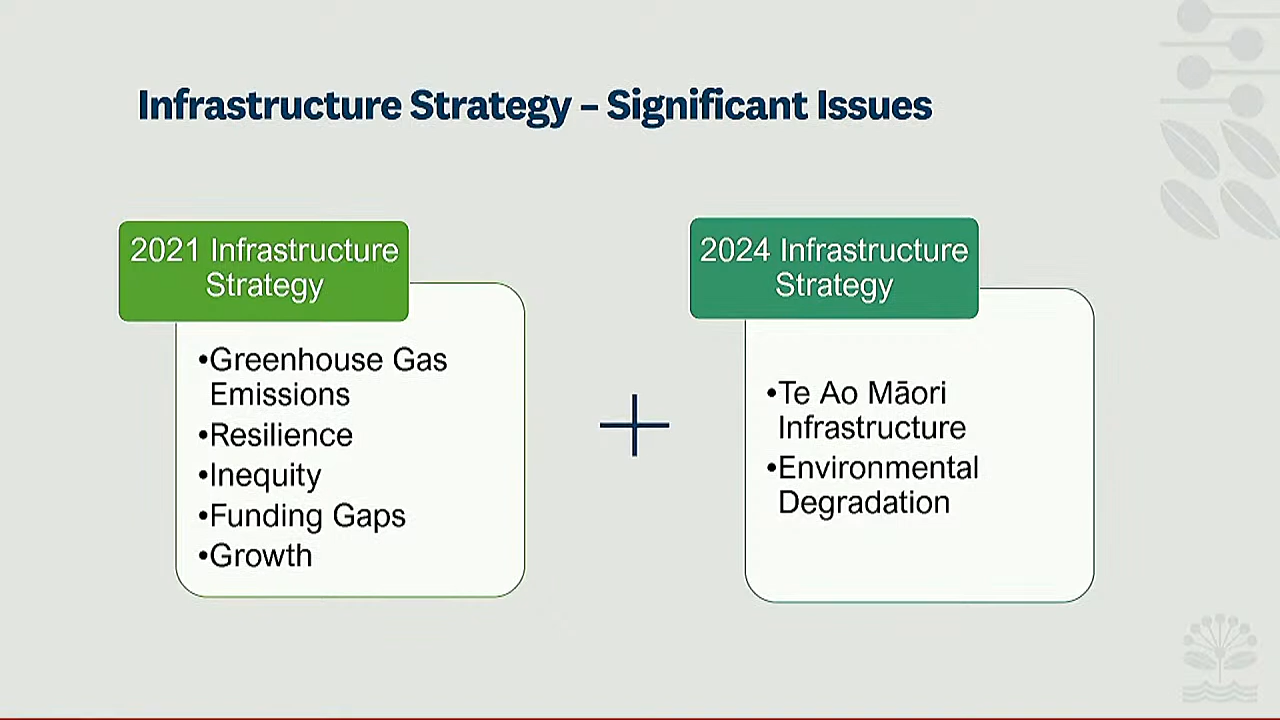 Infrastructure Strategy – Significant Issues
2021 Infrastructure
Strategy
•Greenhouse Gas
Emissions
•Resilience
•Inequity
•Funding Gaps
•Growth
+
2024 Infrastructure
Strategy
•Te Ao Māori
Infrastructure
•Environmental
Degradation